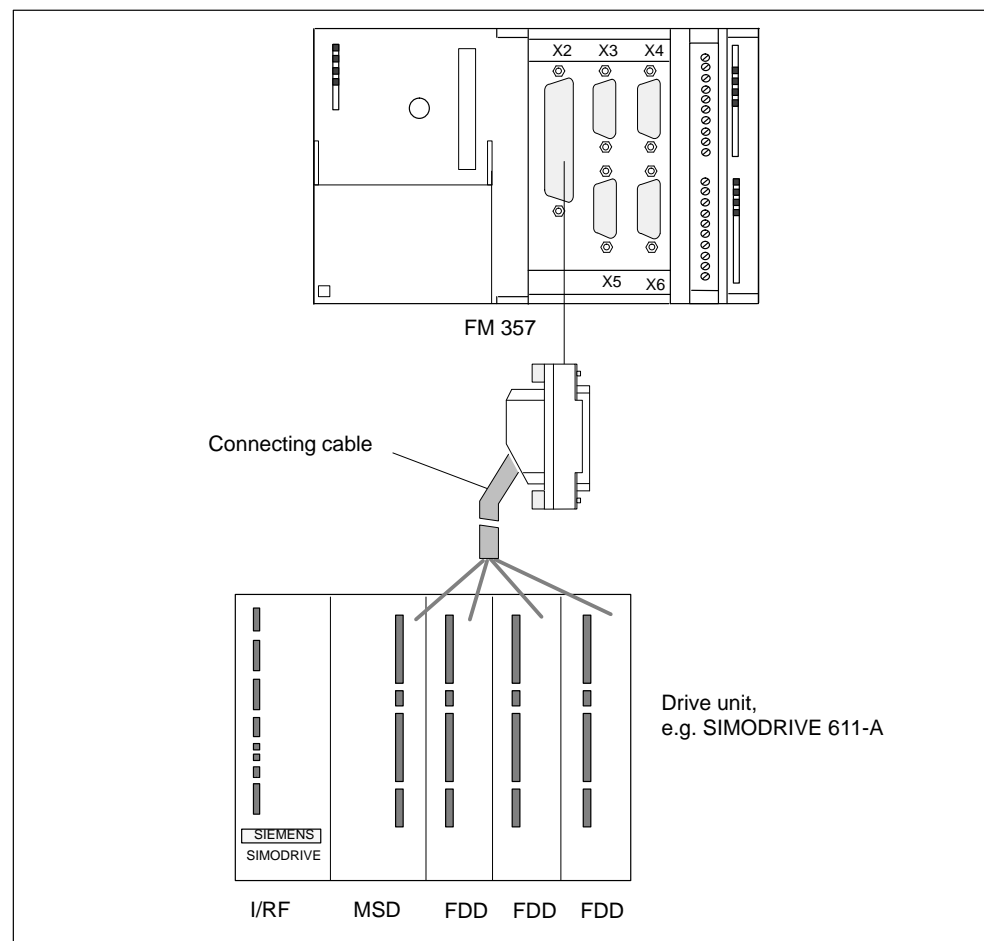 X2 X3 X4
X5 X6
FM 357
Connecting cable
Drive unit,
e.g. SIMODRIVE 611-A
SIEMENS
SIMODRIVE
I/RF MSD FDD FDD FDD